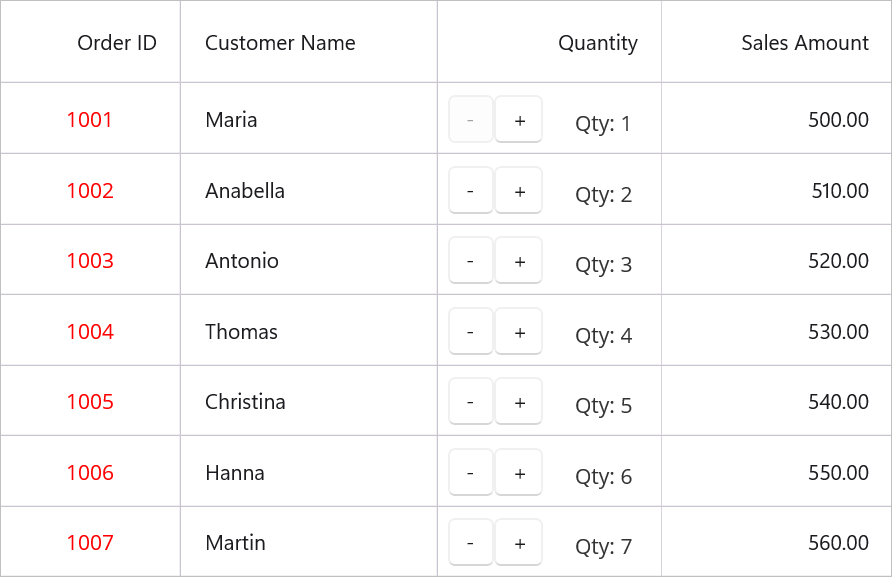 Order ID Customer Name Quantity Sales Amount
1001 Maria - + Qty: 1 500.00
1002 Anabella - + Qty: 2 510.00
1003 Antonio - + Qty: 3 520.00
1004 Thomas - + Qty: 4 530.00
1005 Christina - + Qty: 5 540.00
1006 Hanna - + Qty: 6 550.00
1007 Martin - + Qty: 7 560.00